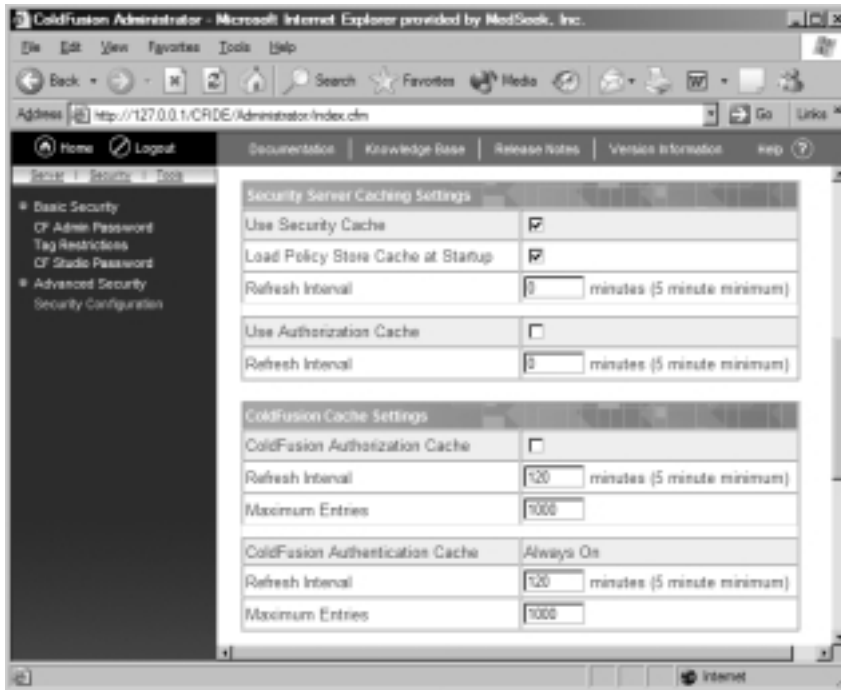 ColdFusion Administrator - Microsoft Internet Explorer provided by MedSeek, Inc.
File Edit View Favorites Tools Help
Back Search Favorites Media
Address http://127.0.0.1/CFIDE/Administrator/index.cfm Go Links
Home Logout Documentation | Knowledge Base | Release Notes | Version Information Help ?
Server | Security | Tools
Basic Security
CF Admin Password
Tag Restrictions
CF Studio Password
Advanced Security
Security Configuration
Security Server Caching Settings
Use Security Cache
Load Policy Store Cache at Startup
Refresh Interval 0 minutes (5 minute minimum)
Use Authorization Cache
Refresh Interval 0 minutes (5 minute minimum)
ColdFusion Cache Settings
ColdFusion Authorization Cache
Refresh Interval 120 minutes (5 minute minimum)
Maximum Entries 1000
ColdFusion Authentication Cache Always On
Refresh Interval 120 minutes (5 minute minimum)
Maximum Entries 1000
Internet